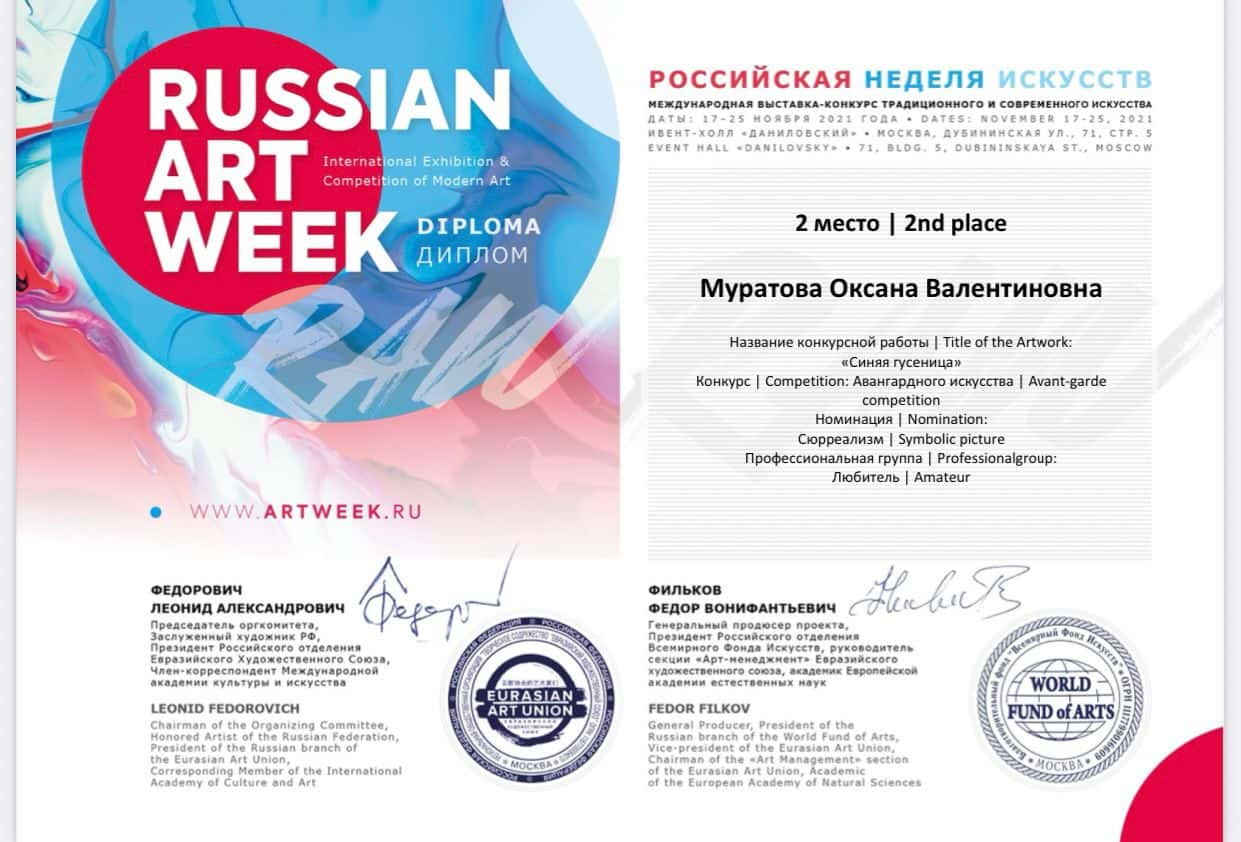 RUSSIAN
ART
WEEK
International Exhibition &
Competition of Modern Art
DIPLOMA
ДИПЛОМ
RAW
WWW.ARTWEEK.RU
РОССИЙСКАЯ НЕДЕЛЯ ИСКУССТВ
МЕЖДУНАРОДНАЯ ВЫСТАВКА-КОНКУРС ТРАДИЦИОННОГО И СОВРЕМЕННОГО ИСКУССТВА
ДАТЫ: 17-25 НОЯБРЯ 2021 ГОДА • DATES: NOVEMBER 17-25, 2021
ИВЕНТ-ХОЛЛ «ДАНИЛОВСКИЙ» • МОСКВА, ДУБИНИНСКАЯ УЛ., 71, СТР. 5
EVENT HALL «DANILOVSKY» • 71, BLDG. 5, DUBININSKAYA ST., MOSCOW
RAW
2 место | 2nd place
Муратова Оксана Валентиновна
Название конкурсной работы | Title of the Artwork:
«Синяя гусеница»
Конкурс | Competition: Авангардного искусства | Avant-garde
competition
Номинация | Nomination:
Сюрреализм | Symbolic picture
Профессиональная группа | Professionalgroup:
Любитель | Amateur
ФЕДОРОВИЧ
ЛЕОНИД АЛЕКСАНДРОВИЧ
Председатель оргкомитета,
Заслуженный художник РФ,
Президент Российского отделения
Евразийского Художественного Союза,
Член-корреспондент Международной
академии культуры и искусства
LEONID FEDOROVICH
Chairman of the Organizing Committee,
Honored Artist of the Russian Federation,
President of the Russian branch of
the Eurasian Art Union,
Corresponding Member of the International
Academy of Culture and Art
EURASIAN
ART UNION
МОСКВА
ФИЛЬКОВ
ФЕДОР ВОНИФАНТЬЕВИЧ
Генеральный продюсер проекта,
Президент Российского отделения
Всемирного Фонда Искусств, руководитель
секции «Арт-менеджмент» Евразийского
художественного союза, академик Европейской
академии естественных наук
FEDOR FILKOV
General Producer, President of the
Russian branch of the World Fund of Arts,
Vice-president of the Eurasian Art Union,
Chairman of the «Art Management» section
of the Eurasian Art Union, Academic
of the European Academy of Natural Sciences
Благотворительный фонд "Всемирный Фонд Искусств"
WORLD
FUND of ARTS
МОСКВА